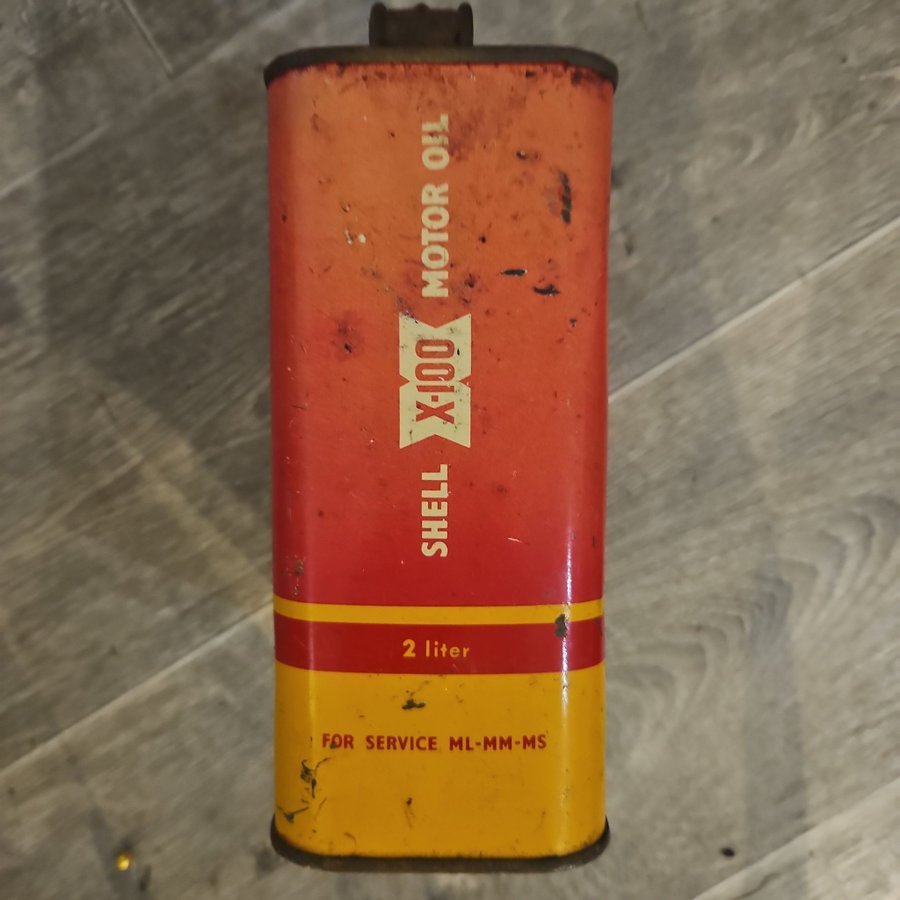 SHELL X-100 MOTOR OIL
2 liter
FOR SERVICE ML-MM-MS